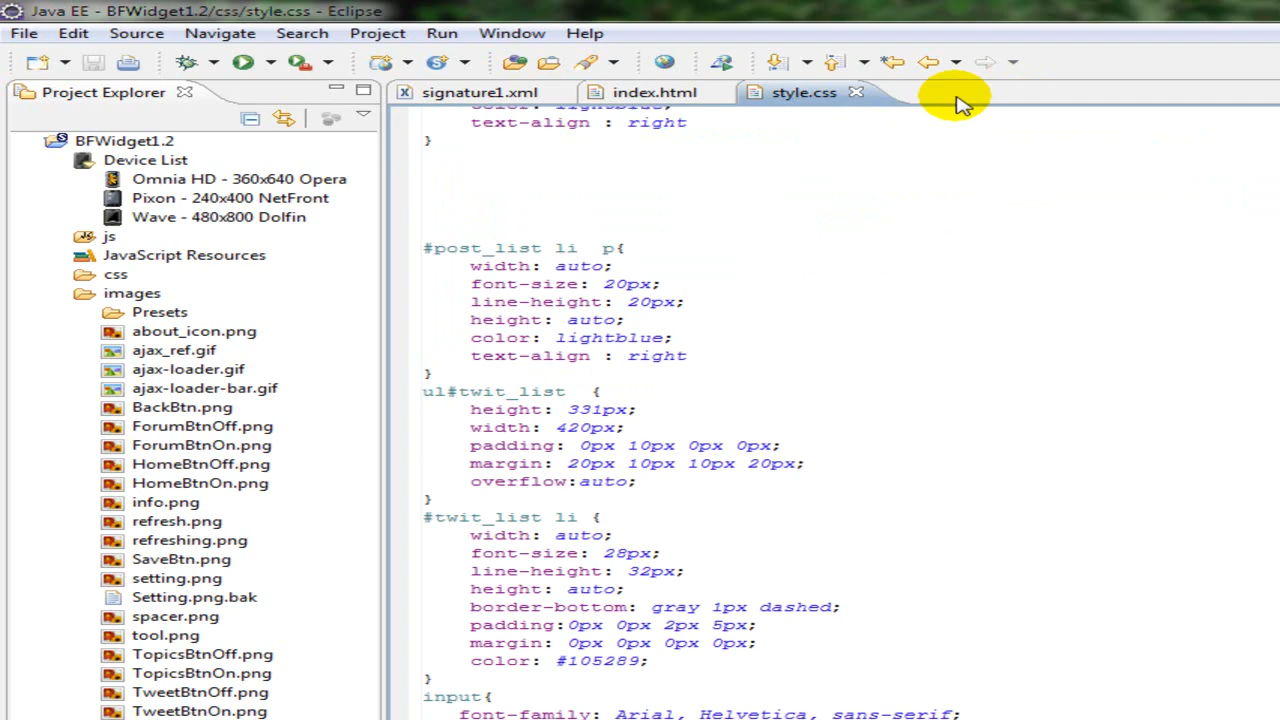 Java EE - BFWidget1.2/css/style.css - Eclipse
File Edit Source Navigate Search Project Run Window Help
Project Explorer
signature1.xml index.html style.css
BFWidget1.2
Device List
Omnia HD - 360x640 Opera
Pixon - 240x400 NetFront
Wave - 480x800 Dolfin
js
JavaScript Resources
css
images
Presets
about_icon.png
ajax_ref.gif
ajax-loader.gif
ajax-loader-bar.gif
BackBtn.png
ForumBtnOff.png
ForumBtnOn.png
HomeBtnOff.png
HomeBtnOn.png
info.png
refresh.png
refreshing.png
SaveBtn.png
setting.png
Setting.png.bak
spacer.png
tool.png
TopicsBtnOff.png
TopicsBtnOn.png
TweetBtnOff.png
TweetBtnOn.png
color: lightblue;
text-align : right
}
#post_list li  p{
width: auto;
font-size: 20px;
line-height: 20px;
height: auto;
color: lightblue;
text-align : right
}
ul#twit_list  {
height: 331px;
width: 420px;
padding: 0px 10px 0px 0px;
margin: 20px 10px 10px 20px;
overflow:auto;
}
#twit_list li {
width: auto;
font-size: 28px;
line-height: 32px;
height: auto;
border-bottom: gray 1px dashed;
padding:0px 0px 2px 5px;
margin: 0px 0px 0px 0px;
color: #105289;
}
input{
font-family: Arial, Helvetica, sans-serif;